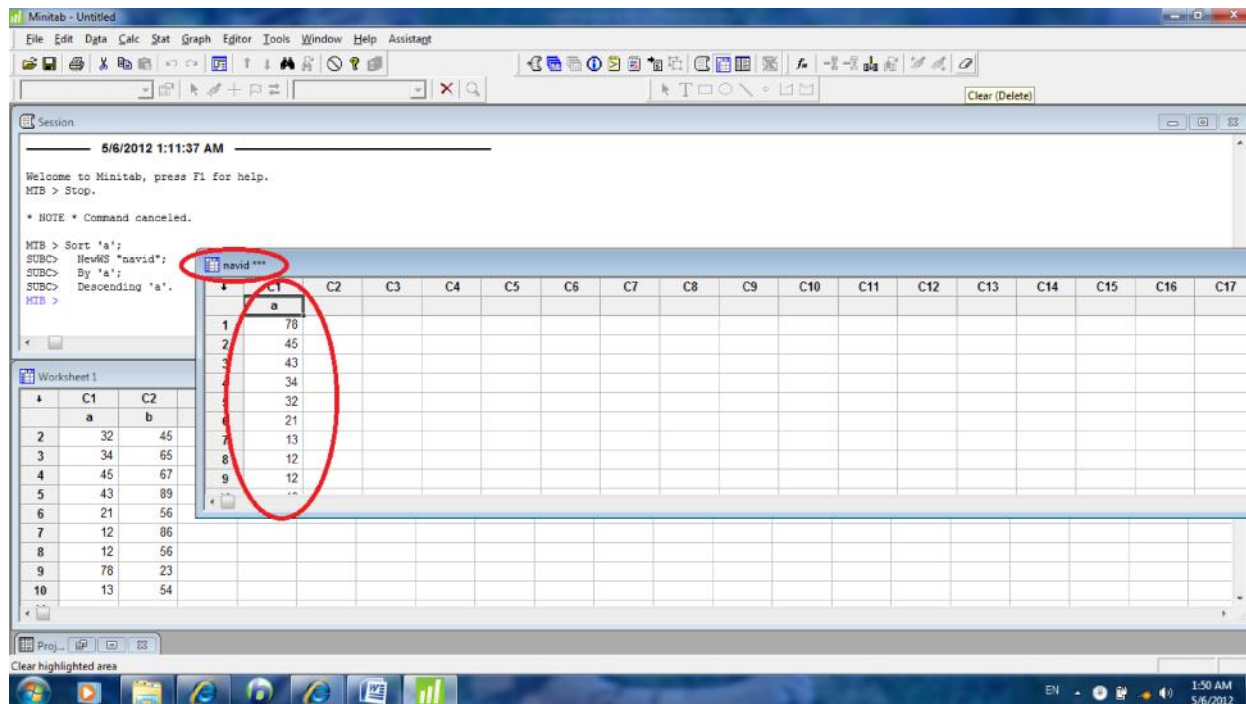 Minitab - Untitled
File Edit Data Calc Stat Graph Editor Tools Window Help Assistant
Clear (Delete)
Session
5/6/2012 1:11:37 AM
Welcome to Minitab, press F1 for help.
MTB > Stop.
* NOTE * Command canceled.
MTB > Sort 'a';
SUBC> NewWS "navid";
SUBC> By 'a';
SUBC> Descending 'a'.
MTB >
navid ***
C1 C2 C3 C4 C5 C6 C7 C8 C9 C10 C11 C12 C13 C14 C15 C16 C17
a
1 78
2 45
3 43
4 34
5 32
6 21
7 13
8 12
9 12
Worksheet 1
C1 C2
a b
2 32 45
3 34 65
4 45 67
5 43 89
6 21 56
7 12 86
8 12 56
9 78 23
10 13 54
Proj...
Clear highlighted area
EN
1:50 AM
5/6/2012